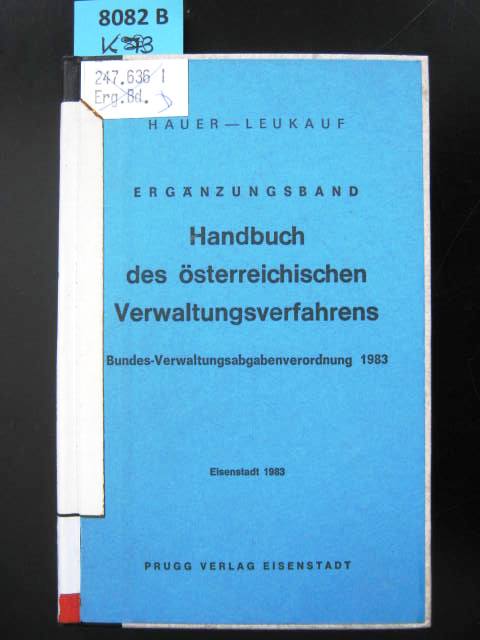 8082 B
247.636 1
Erg.Bd.
HAUER—LEUKAUF
ERGÄNZUNGSBAND
Handbuch
des österreichischen
Verwaltungsverfahrens
Bundes-Verwaltungsabgabenverordnung 1983
Eisenstadt 1983
PRUGG VERLAG EISENSTADT